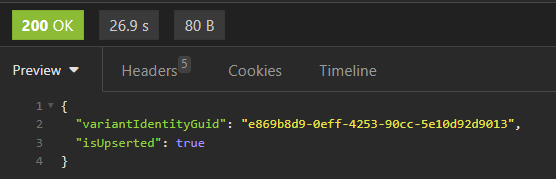 200 OK 26.9 s 80 B
Preview Headers 5 Cookies Timeline
1 {
2 "variantIdentityGuid": "e869b8d9-0eff-4253-90cc-5e10d92d9013",
3 "isUpserted": true
4 }